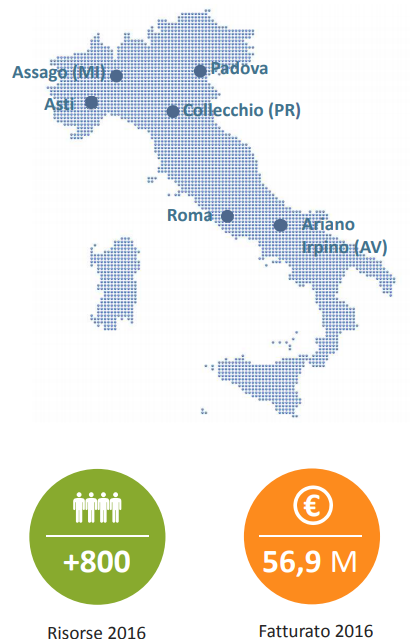 Assago (MI)
Padova
Asti
Collecchio (PR)
Roma
Ariano
Irpino (AV)
€
+800
56,9 M
Risorse 2016
Fatturato 2016